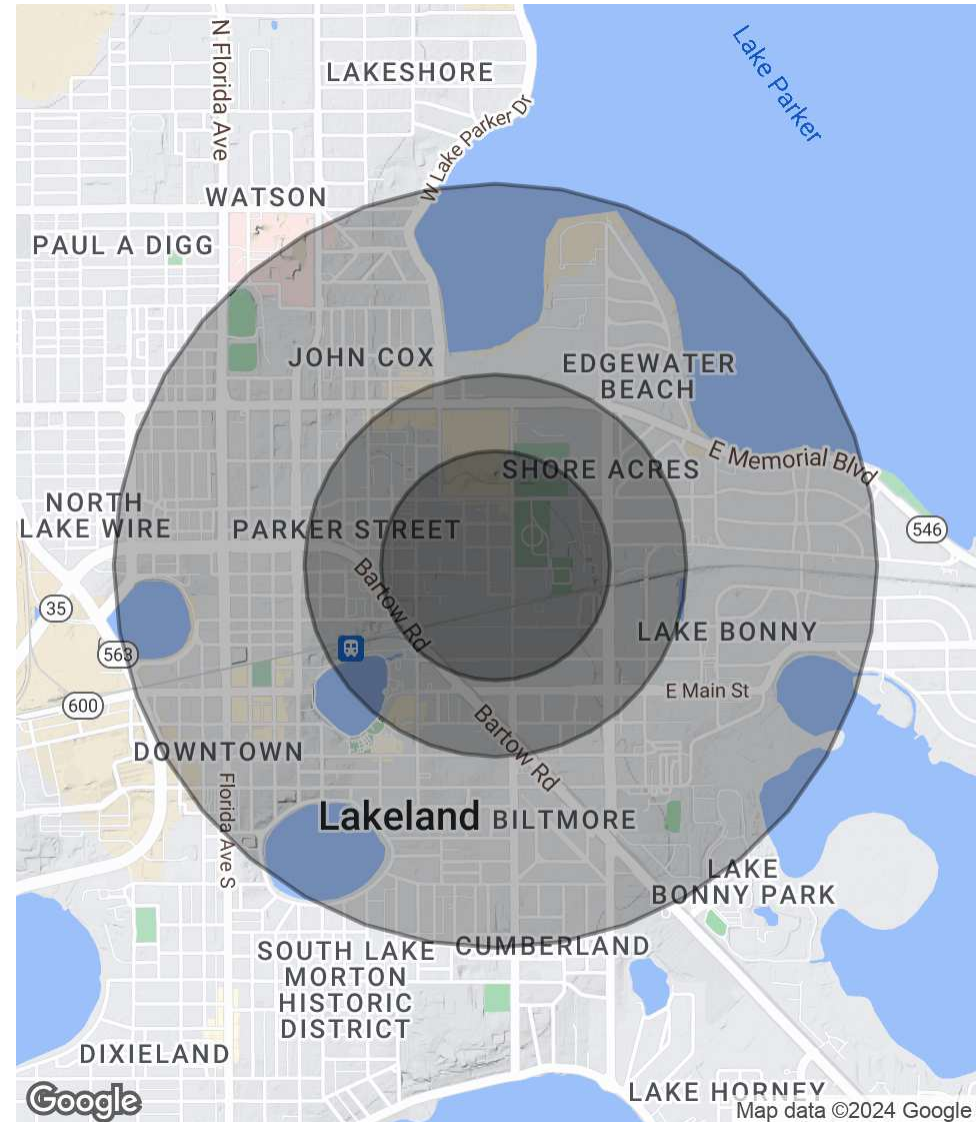 N Florida Ave
LAKESHORE
Lake Parker
W Lake Parker Dr
WATSON
PAUL A DIGG
JOHN COX
EDGEWATER
BEACH
E Memorial Blvd
SHORE ACRES
NORTH
LAKE WIRE
PARKER STREET
546
Bartow Rd
35
563
LAKE BONNY
600
E Main St
Bartow Rd
DOWNTOWN
Florida Ave S
Lakeland
BILTMORE
LAKE
BONNY PARK
SOUTH LAKE
MORTON
HISTORIC
DISTRICT
CUMBERLAND
DIXIELAND
LAKE HORNEY
Google
Map data ©2024 Google